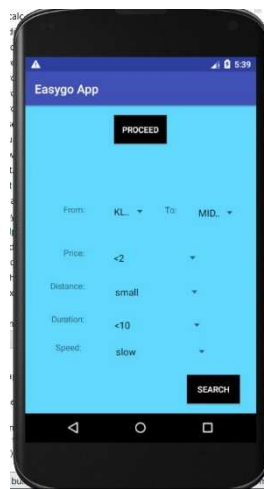 5:39
Easygo App
PROCEED
From: KL.. To: MID..
Price: <2
Distance: small
Duration: <10
Speed: slow
SEARCH